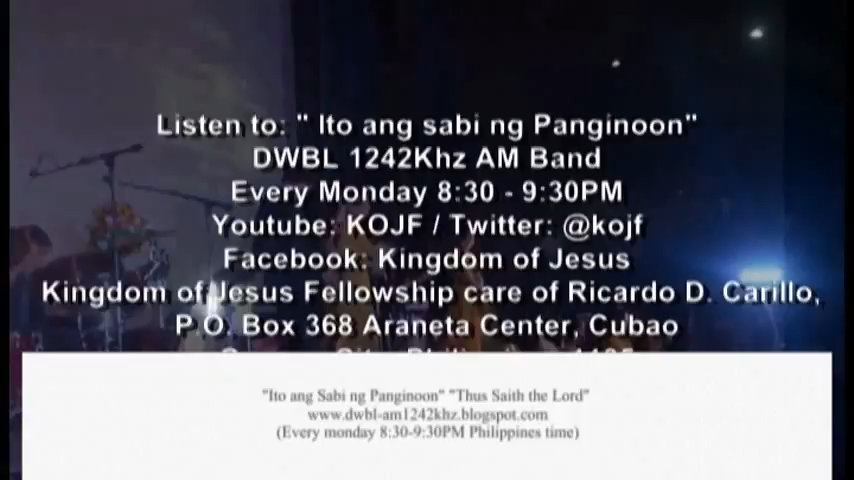 Listen to: " Ito ang sabi ng Panginoon"
DWBL 1242Khz AM Band
Every Monday 8:30 - 9:30PM
Youtube: KOJF / Twitter: @kojf
Facebook: Kingdom of Jesus
Kingdom of Jesus Fellowship care of Ricardo D. Carillo,
P.O. Box 368 Araneta Center, Cubao
"Ito ang Sabi ng Panginoon" "Thus Saith the Lord"
www.dwbl-am1242khz.blogspot.com
(Every monday 8:30-9:30PM Philippines time)